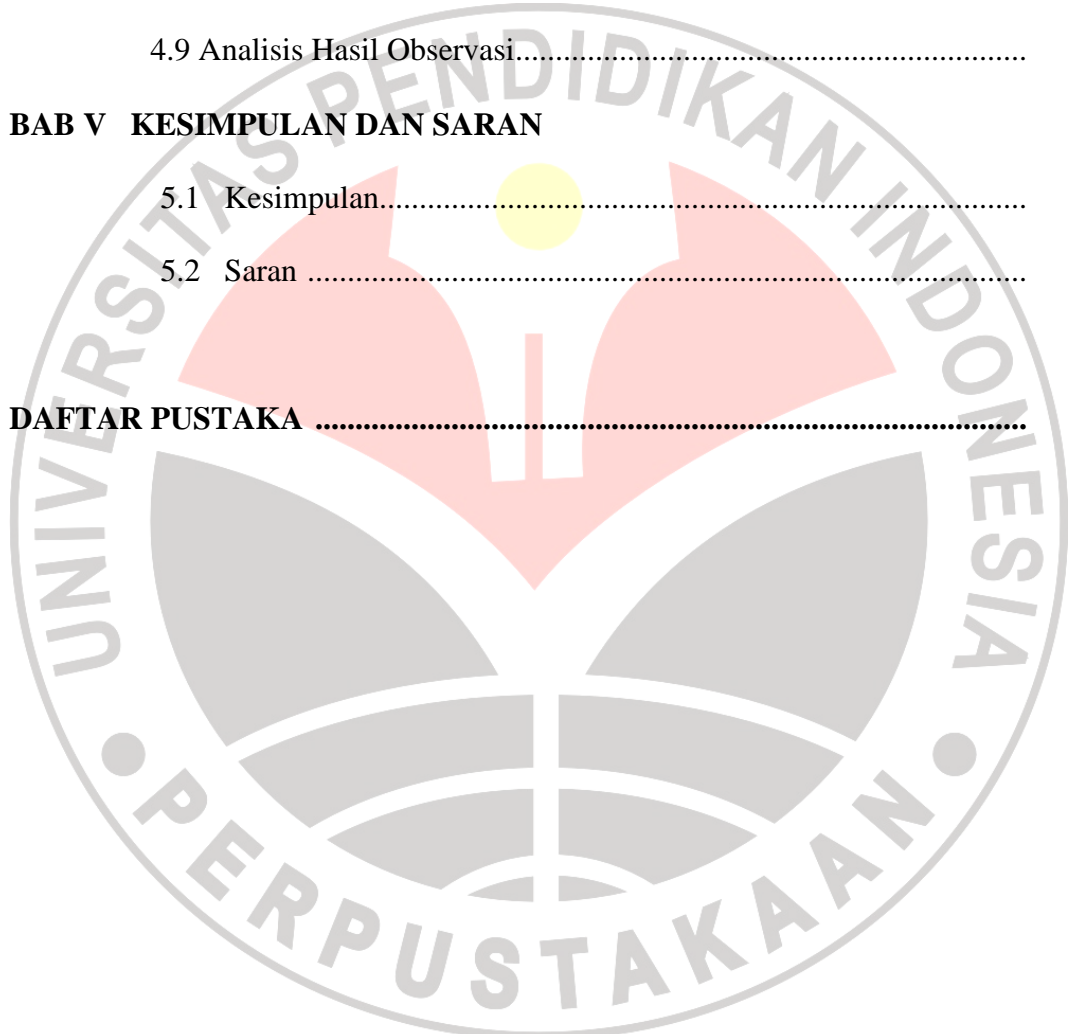 4.9 Analisis Hasil Observasi.................................................................
BAB V   KESIMPULAN DAN SARAN
5.1   Kesimpulan..................................................................................
5.2   Saran ...........................................................................................
DAFTAR PUSTAKA ..........................................................................................
UNIVERSITAS PENDIDIKAN INDONESIA
PERPUSTAKAAN